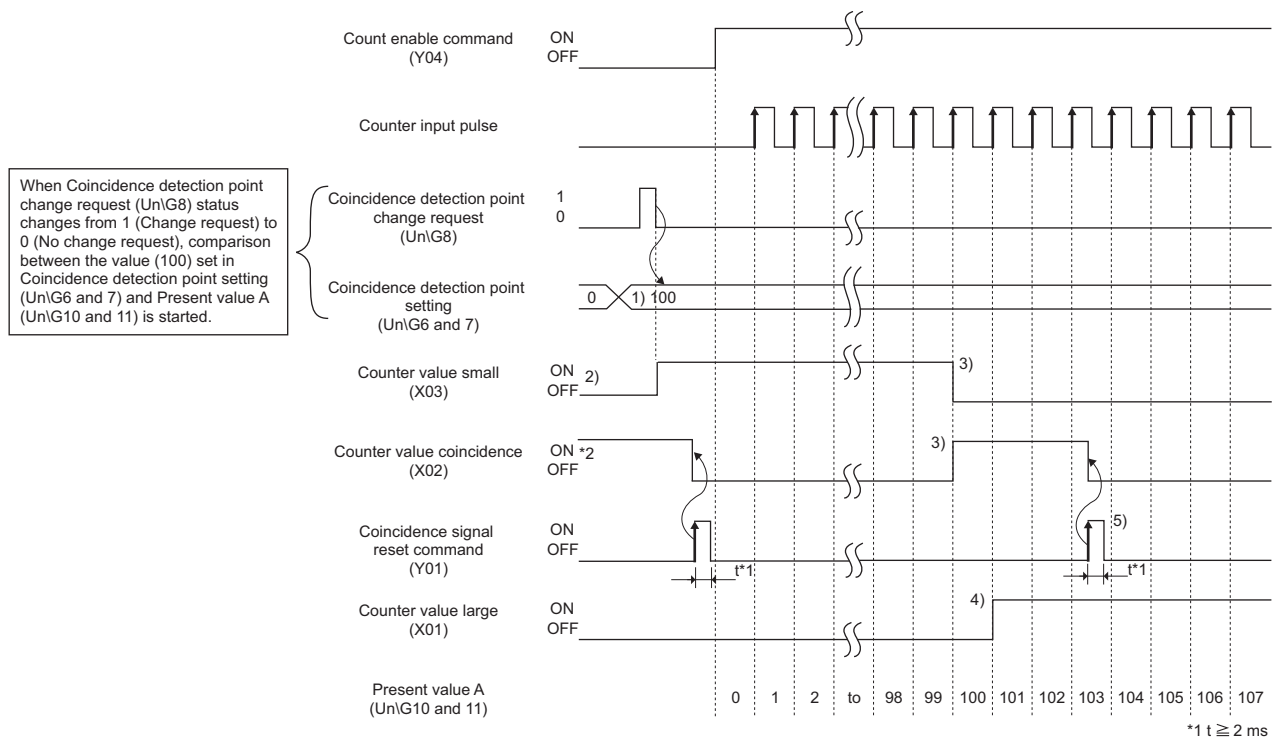 Count enable command
(Y04)
ON
OFF
Counter input pulse
When Coincidence detection point
change request (Un\G8) status
changes from 1 (Change request) to
0 (No change request), comparison
between the value (100) set in
Coincidence detection point setting
(Un\G6 and 7) and Present value A
(Un\G10 and 11) is started.
Coincidence detection point
change request
(Un\G8)
1
0
Coincidence detection point
setting
(Un\G6 and 7)
0 1) 100
Counter value small
(X03)
ON 2)
OFF
3)
Counter value coincidence
(X02)
ON *2
OFF
3)
Coincidence signal
reset command
(Y01)
ON
OFF
t*1
5)
t*1
Counter value large
(X01)
ON
OFF
4)
Present value A
(Un\G10 and 11)
0 1 2 to 98 99 100 101 102 103 104 105 106 107
*1 t ≧ 2 ms